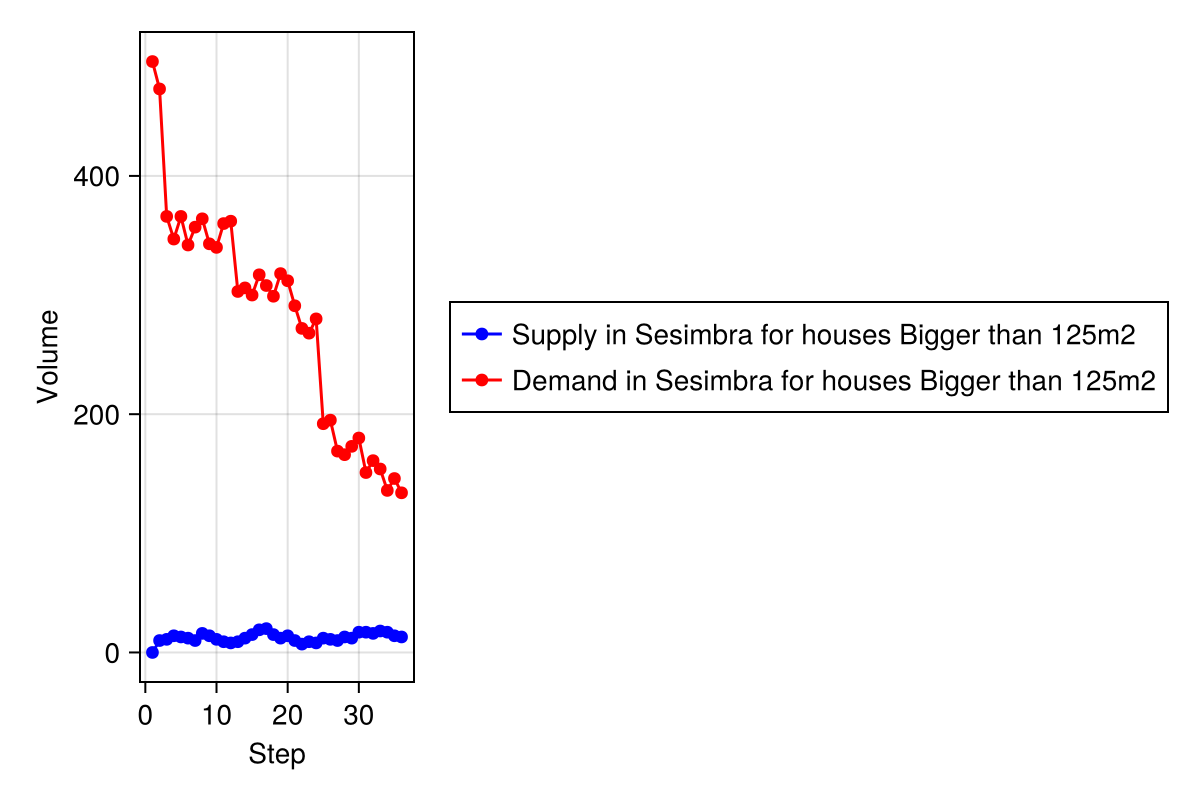 Volume
400
200
0
0 10 20 30
Step
Supply in Sesimbra for houses Bigger than 125m2
Demand in Sesimbra for houses Bigger than 125m2